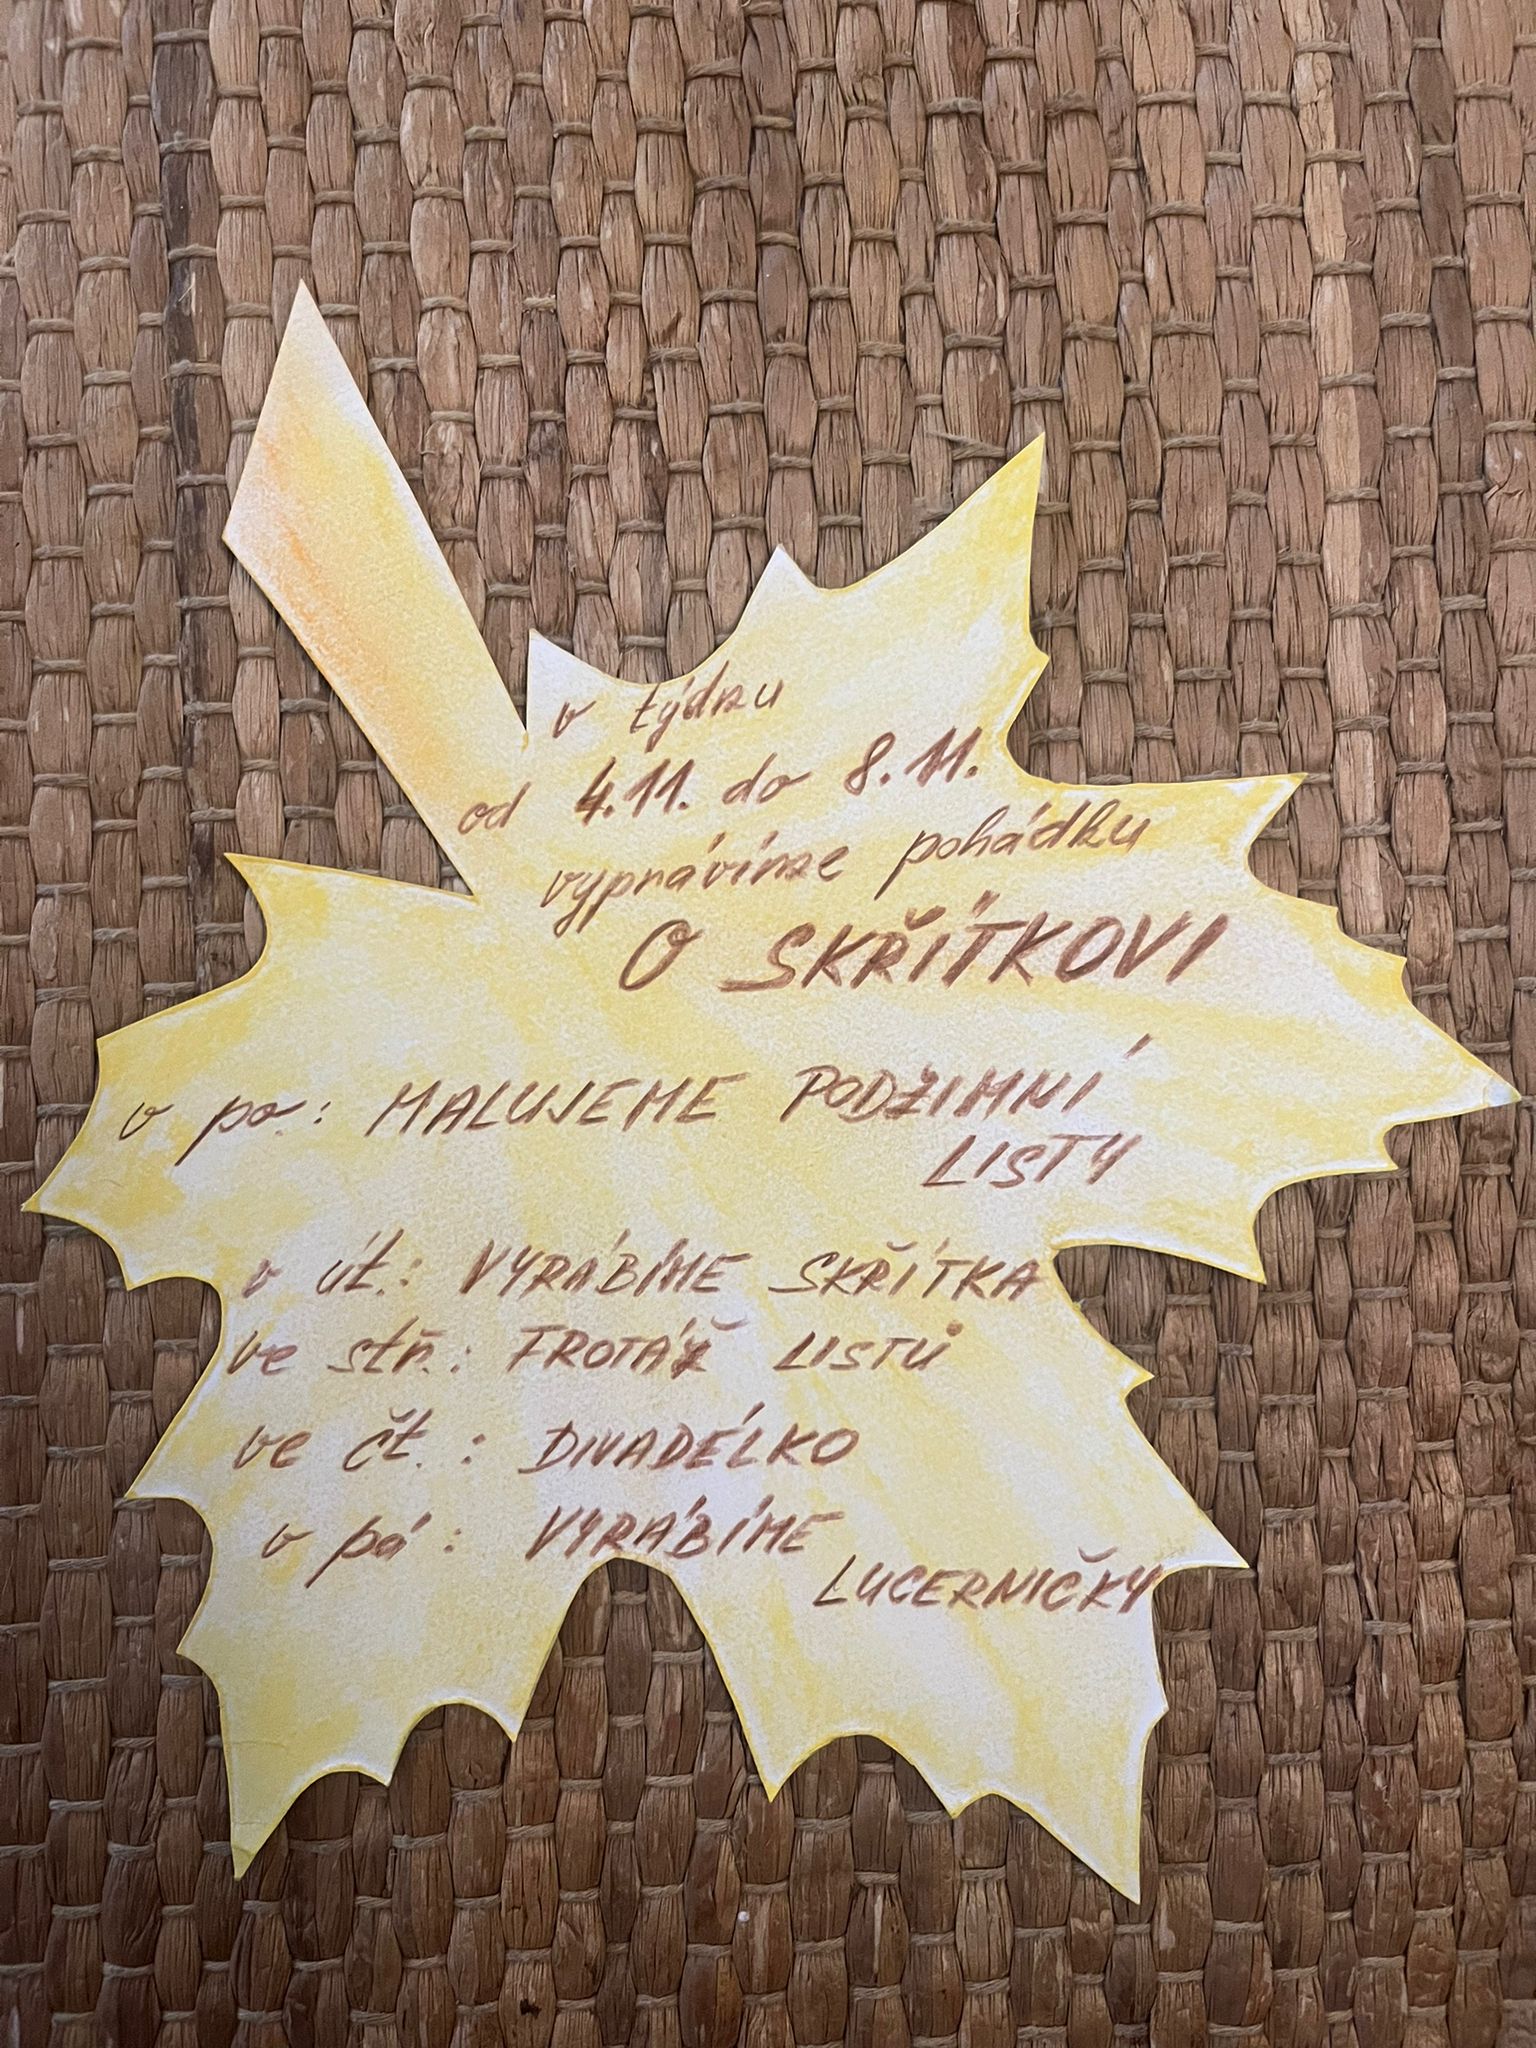 v týdnu
od 4.11. do 8.11.
vyprávíme pohádku
O SKŘÍTKOVI
v po.: MALUJEME PODZIMNÍ
LISTY
v út.: VYRÁBÍME SKŘÍTKA
ve stř.: FROTÁŽ LISTŮ
ve čt.: DIVADÉLKO
v pá: VYRÁBÍME
LUCERNIČKY